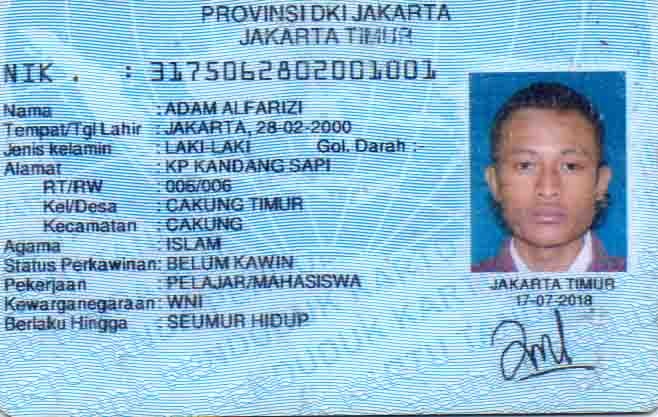 PROVINSI DKI JAKARTA
JAKARTA TIMUR
NIK . : 3175062802001001
Nama : ADAM ALFARIZI
Tempat/Tgl Lahir : JAKARTA, 28-02-2000
Jenis kelamin : LAKI-LAKI Gol. Darah :-
Alamat : KP KANDANG SAPI
RT/RW : 006/006
Kel/Desa : CAKUNG TIMUR
Kecamatan : CAKUNG
Agama : ISLAM
Status Perkawinan: BELUM KAWIN
Pekerjaan : PELAJAR/MAHASISWA
Kewarganegaraan: WNI
Berlaku Hingga : SEUMUR HIDUP
JAKARTA TIMUR
17-07-2018